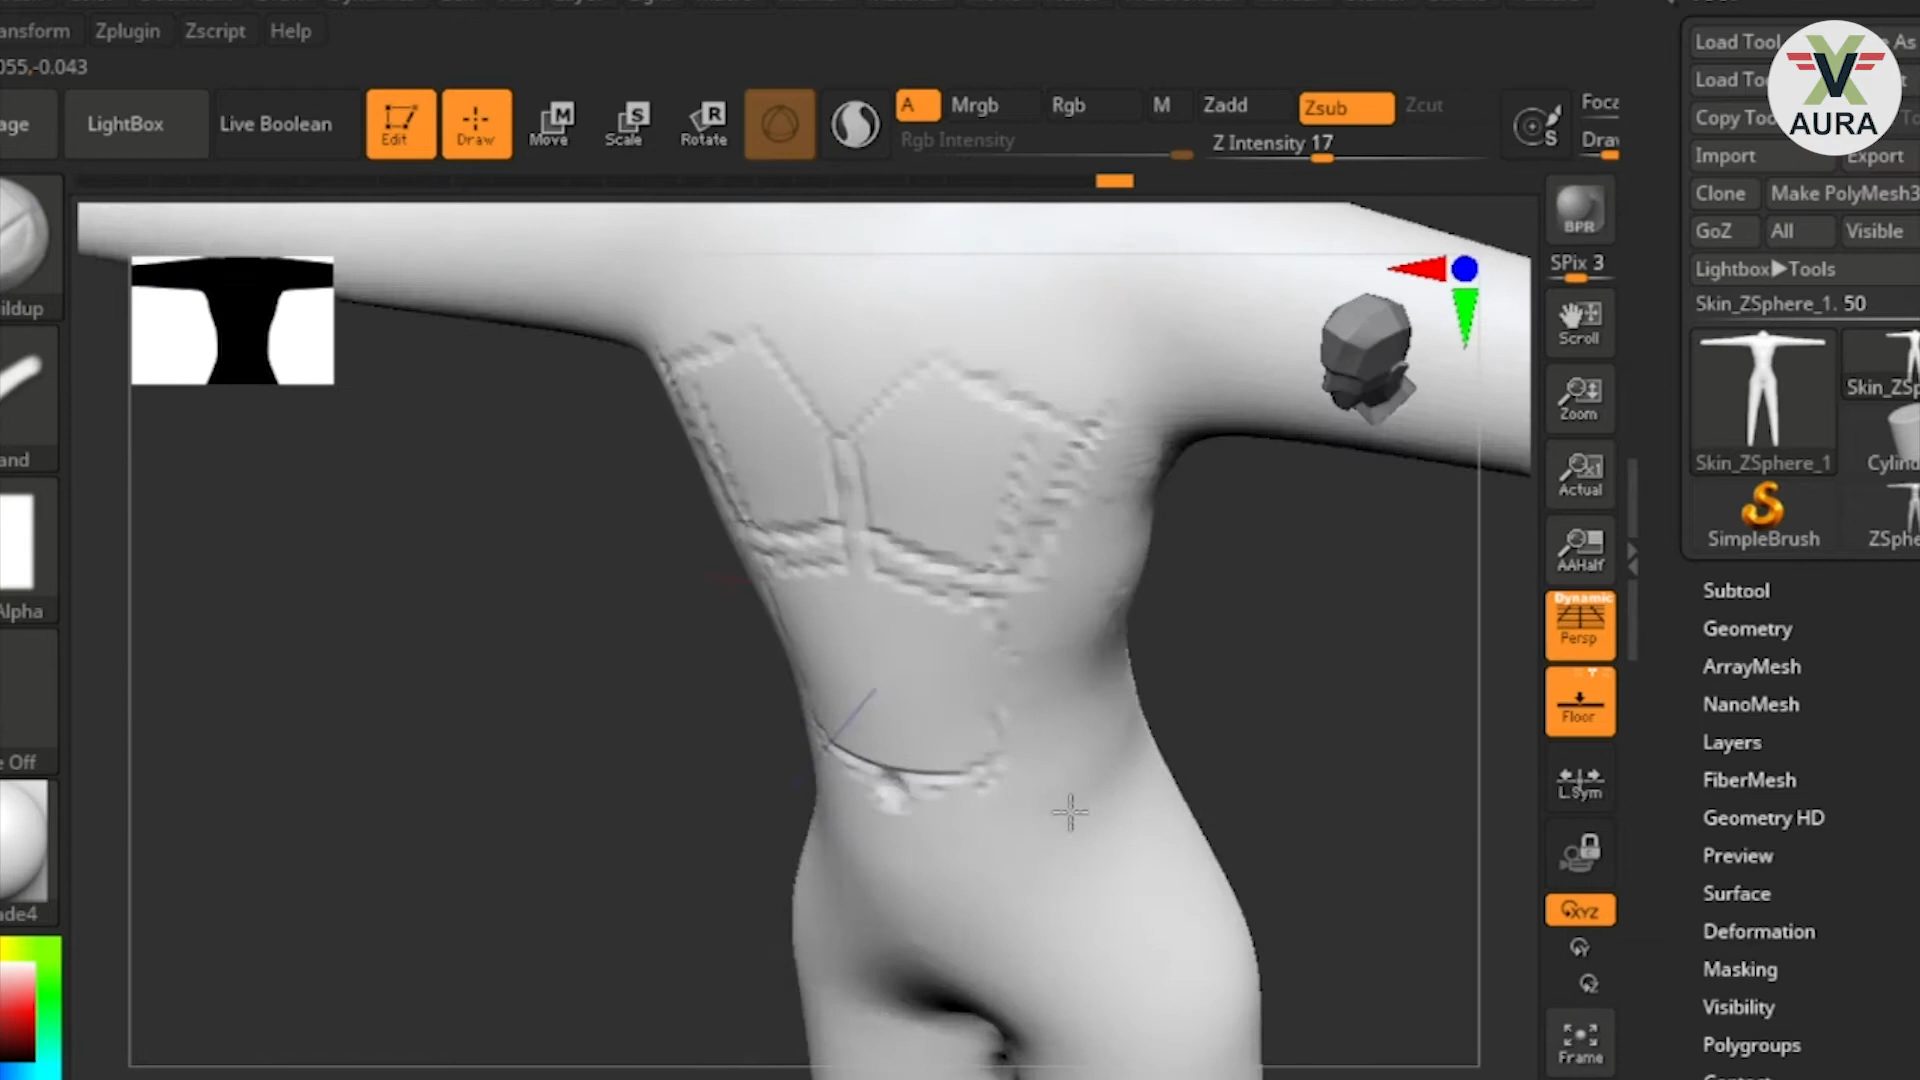 ansform Zplugin Zscript Help
055,-0.043
age LightBox Live Boolean Edit Draw Move Scale Rotate
A Mrgb Rgb M Zadd Zsub Zcut
Rgb Intensity Z Intensity 17
Foca
Draw
Load Tool
As
Load Too
Copy Too
Import Export
Clone Make PolyMesh3
GoZ All Visible
Lightbox▶Tools
Skin_ZSphere_1. 50
Skin_ZSp
Skin_ZSphere_1 Cylind
SimpleBrush ZSphe
Subtool
Geometry
ArrayMesh
NanoMesh
Layers
FiberMesh
Geometry HD
Preview
Surface
Deformation
Masking
Visibility
Polygroups
BPR
SPix 3
Scroll
Zoom
Actual
AAHalf
Dynamic
Persp
Floor
L.Sym
XYZ
Frame
ildup
and
Alpha
e Off
ade4
VX
AURA